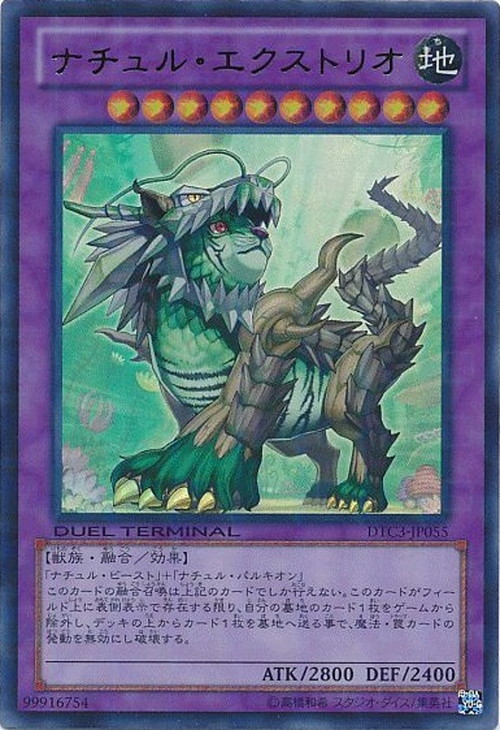 ナチュル・エクストリオ 地
DUEL TERMINAL DTC3-JP055
【獣族・融合/効果】
「ナチュル・ビースト」+「ナチュル・パルキオン」
このカードの融合召喚は上記のカードでしか行えない。このカードがフィ
ールド上に表側表示で存在する限り、自分の墓地のカード1枚をゲームから
除外し、デッキの上からカード1枚を墓地へ送る事で、魔法・罠カードの
発動を無効にし破壊する。
ATK/2800 DEF/2400
99916754 ©高橋和希 スタジオ・ダイス/集英社